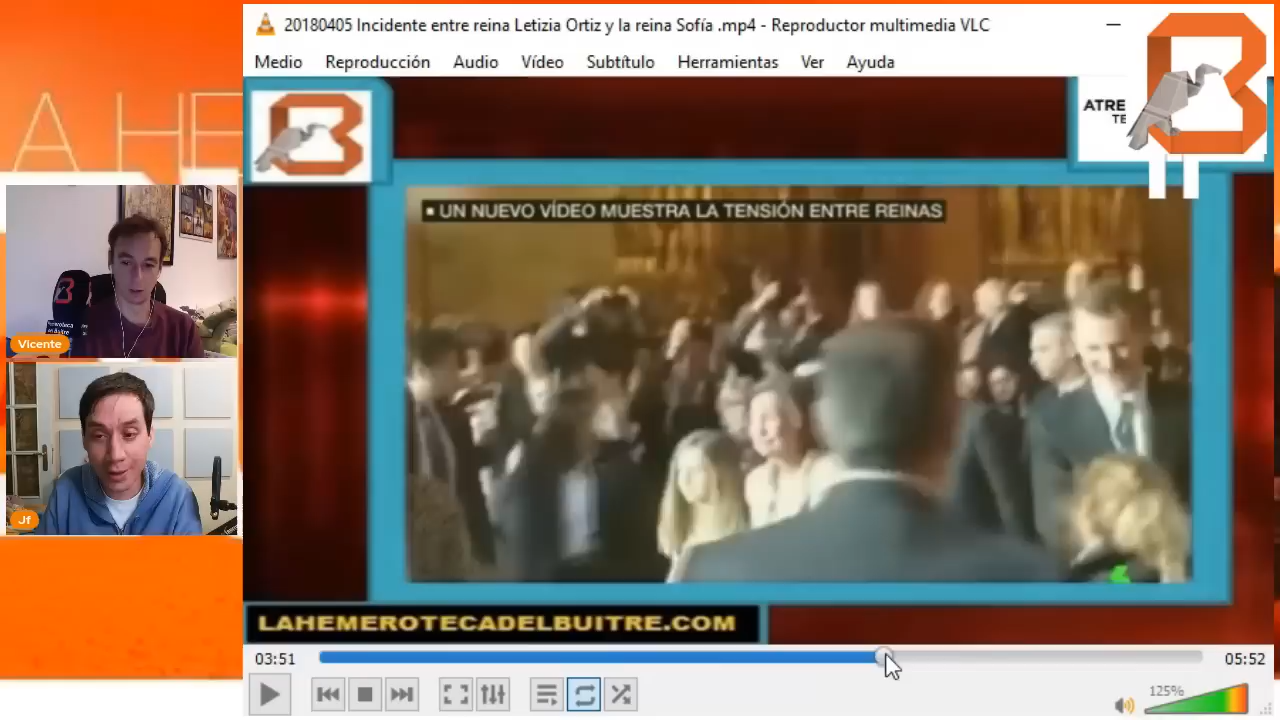 20180405 Incidente entre reina Letizia Ortiz y la reina Sofía .mp4 - Reproductor multimedia VLC
Medio Reproducción Audio Vídeo Subtítulo Herramientas Ver Ayuda
A HE
ATRE
TE
▪ UN NUEVO VÍDEO MUESTRA LA TENSIÓN ENTRE REINAS
Vicente
Jf
LAHEMEROTECADELBUITRE.COM
03:51
05:52
125%